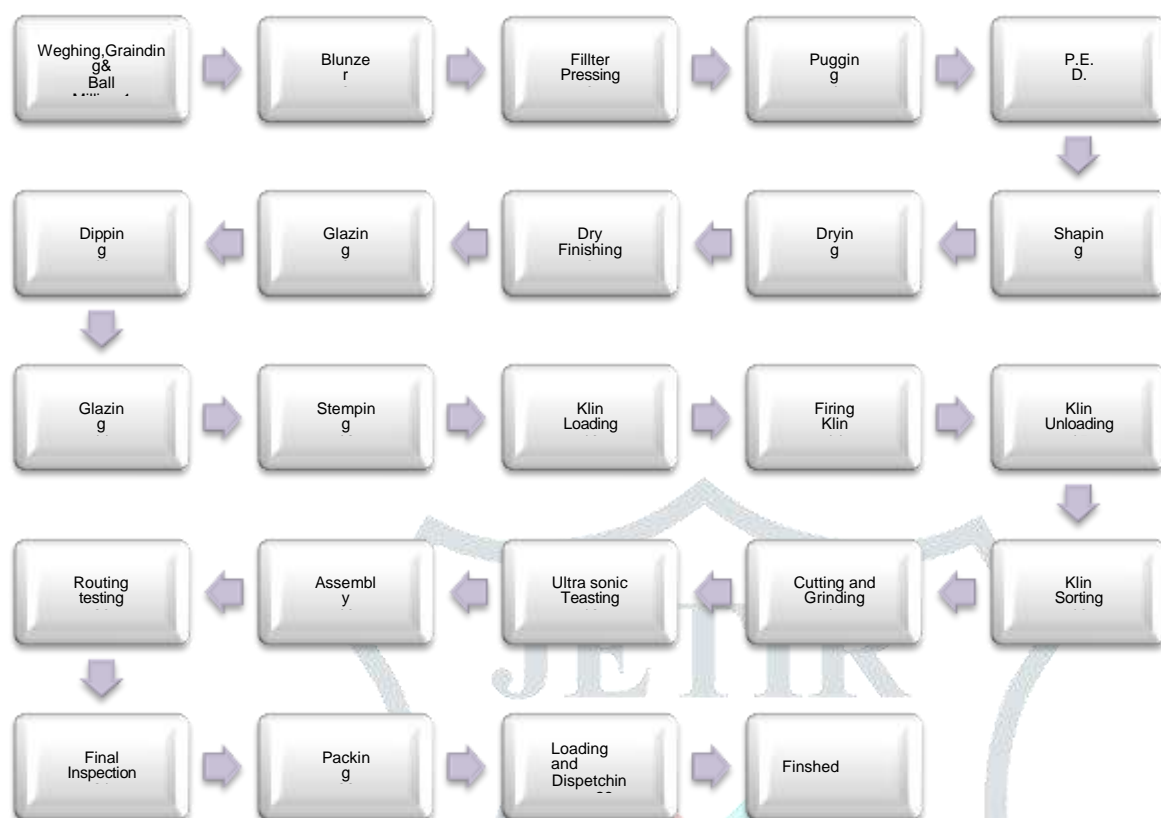 Weghing,Graindin
g&
Ball
Blunze
r
Fillter
Pressing
Puggin
g
P.E.
D.
Shapin
g
Dryin
g
Dry
Finishing
Glazin
g
Dippin
g
Glazin
g
Stempin
g
Klin
Loading
Firing
Klin
Klin
Unloading
Klin
Sorting
Cutting and
Grinding
Ultra sonic
Teasting
Assembl
y
Routing
testing
Final
Inspection
Packin
g
Loading
and
Dispetchin
Finshed
JETIR